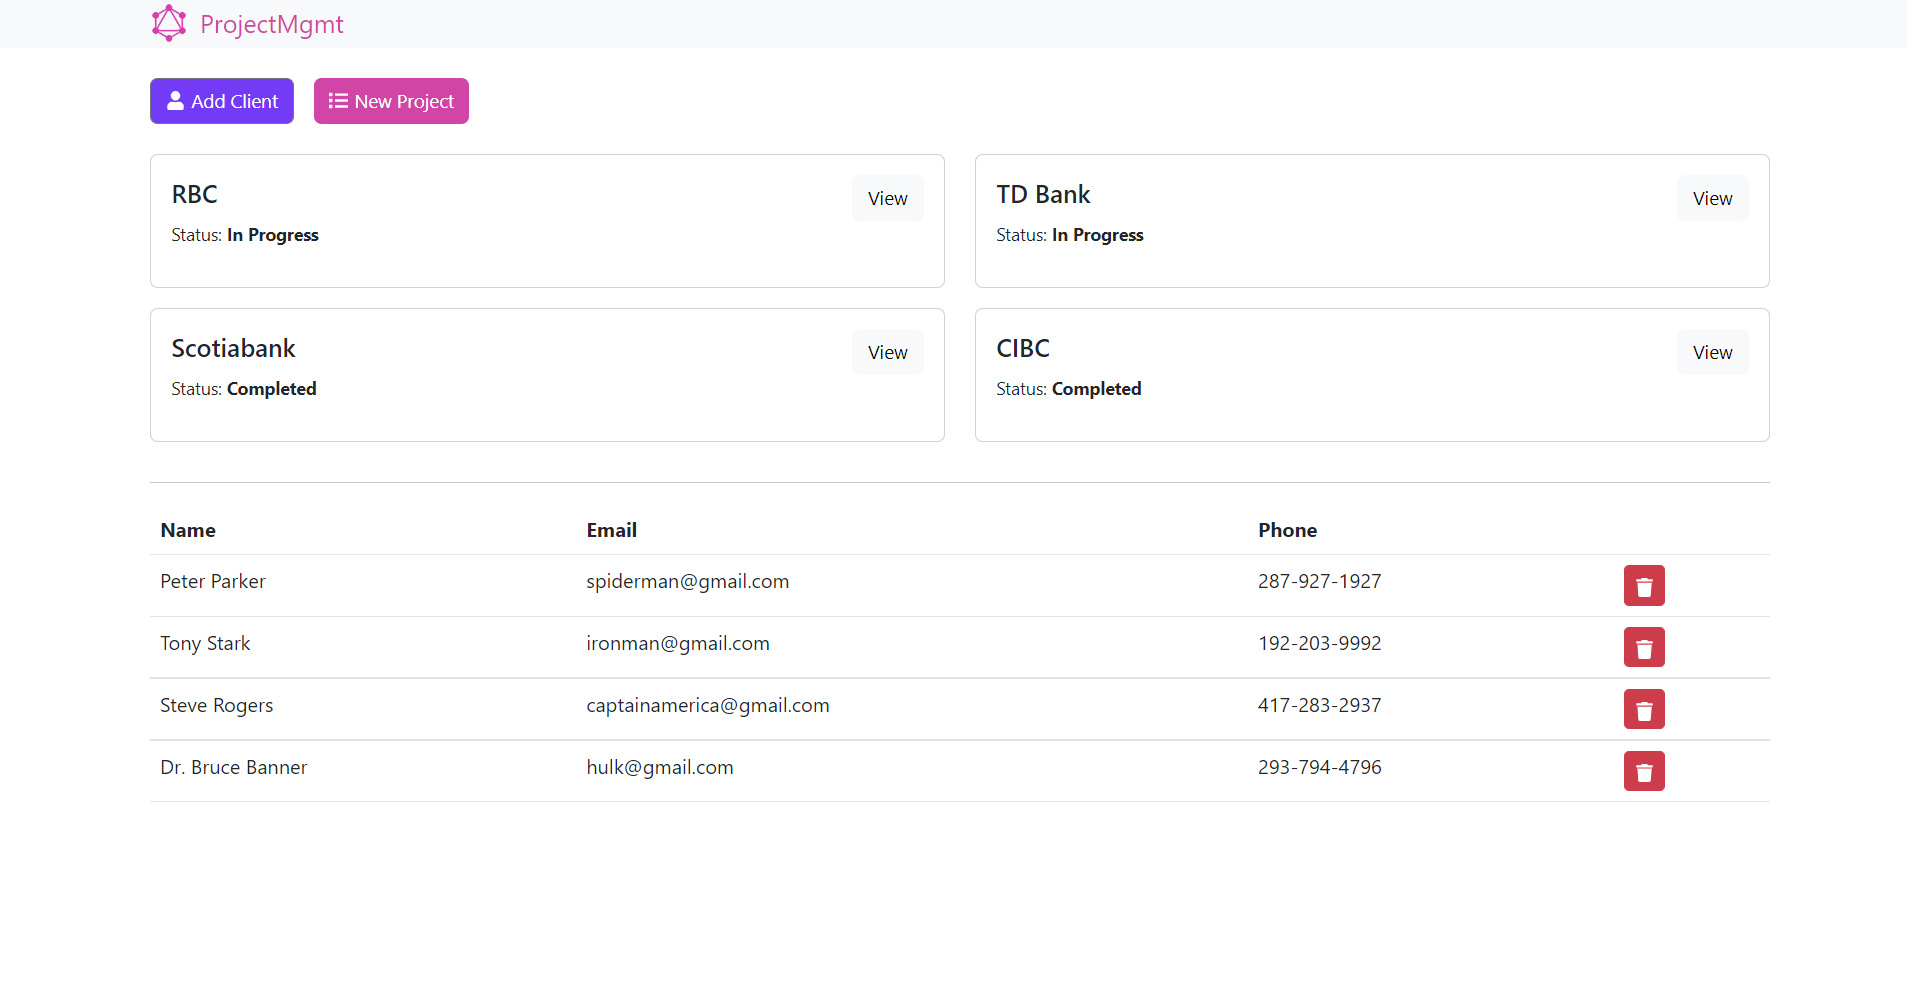 ProjectMgmt
Add Client New Project
RBC View
Status: In Progress
TD Bank View
Status: In Progress
Scotiabank View
Status: Completed
CIBC View
Status: Completed
Name Email Phone
Peter Parker spiderman@gmail.com 287-927-1927
Tony Stark ironman@gmail.com 192-203-9992
Steve Rogers captainamerica@gmail.com 417-283-2937
Dr. Bruce Banner hulk@gmail.com 293-794-4796